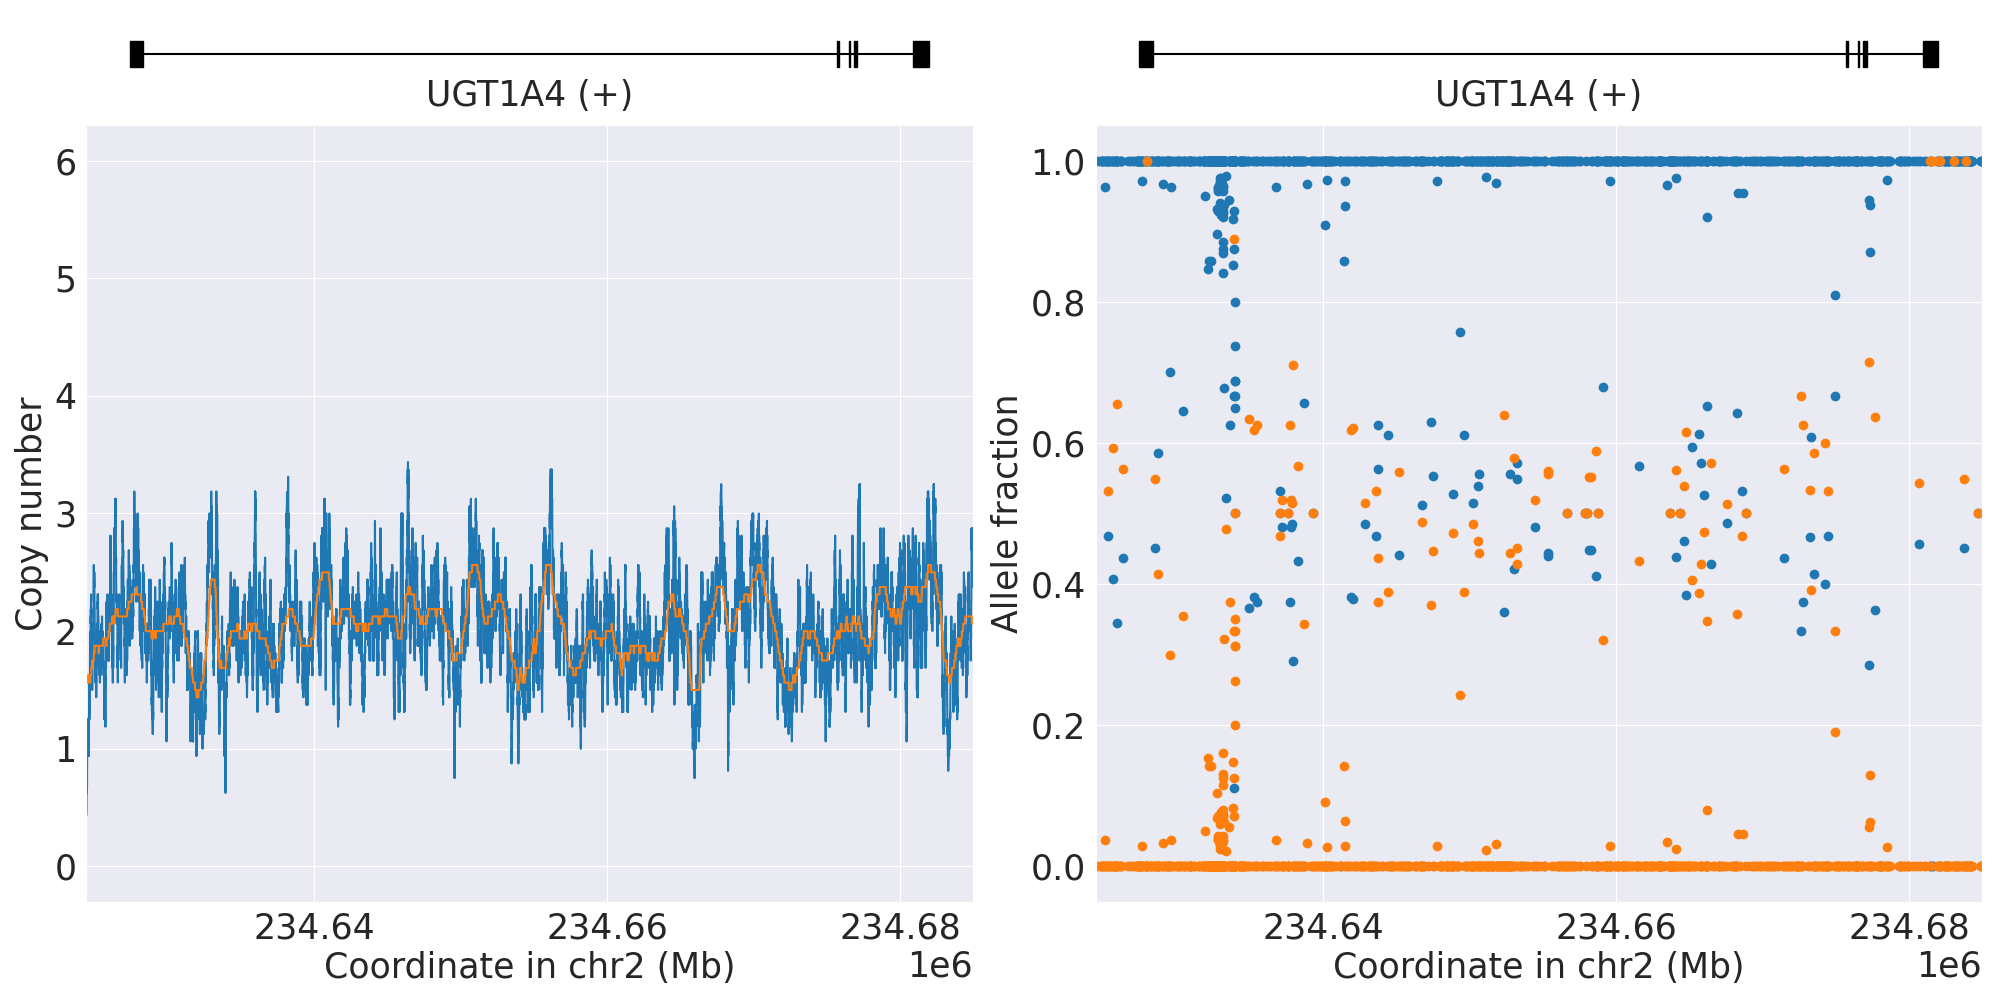 UGT1A4 (+)
6
5
4
3
2
1
0
Copy number
234.64 234.66 234.68
1e6
Coordinate in chr2 (Mb)
UGT1A4 (+)
1.0
0.8
0.6
0.4
0.2
0.0
Allele fraction
234.64 234.66 234.68
1e6
Coordinate in chr2 (Mb)